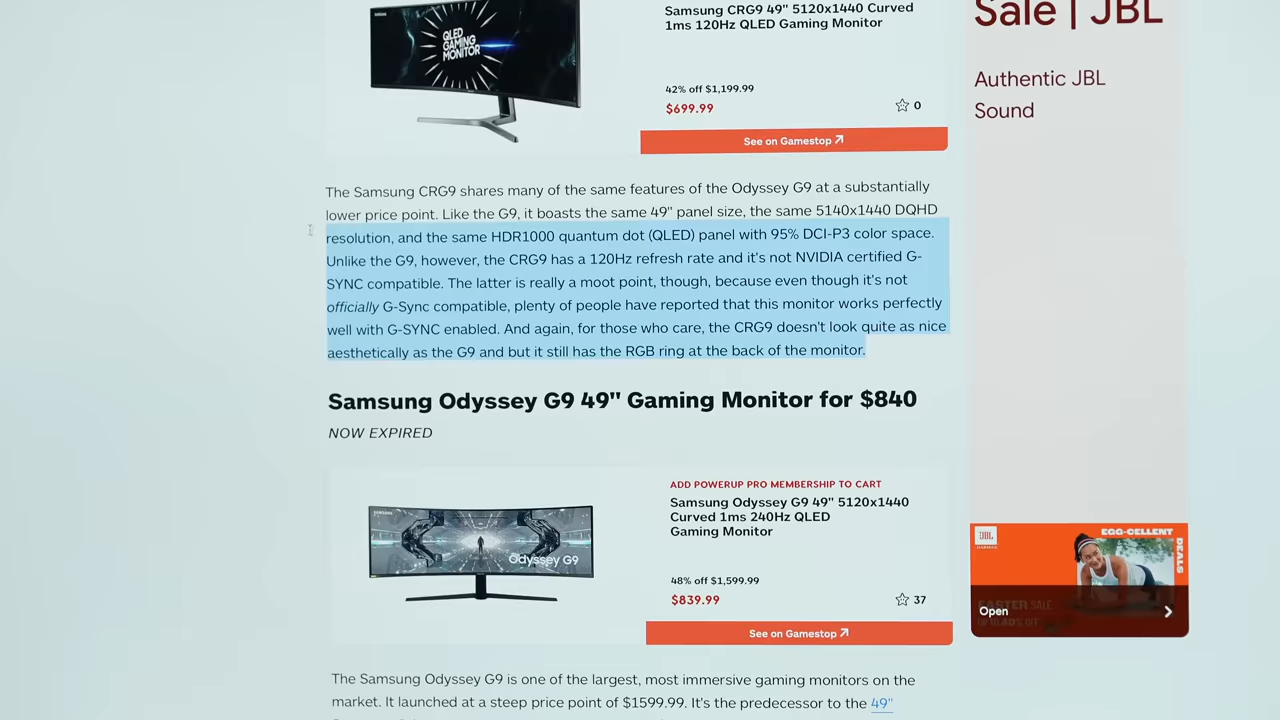 Samsung CRG9 49" 5120x1440 Curved
1ms 120Hz QLED Gaming Monitor
QLED
GAMING
MONITOR
42% off $1,199.99
$699.99
0
See on Gamestop
Sale | JBL
Authentic JBL
Sound
The Samsung CRG9 shares many of the same features of the Odyssey G9 at a substantially
lower price point. Like the G9, it boasts the same 49" panel size, the same 5140x1440 DQHD
resolution, and the same HDR1000 quantum dot (QLED) panel with 95% DCI-P3 color space.
Unlike the G9, however, the CRG9 has a 120Hz refresh rate and it's not NVIDIA certified G-
SYNC compatible. The latter is really a moot point, though, because even though it's not
officially G-Sync compatible, plenty of people have reported that this monitor works perfectly
well with G-SYNC enabled. And again, for those who care, the CRG9 doesn't look quite as nice
aesthetically as the G9 and but it still has the RGB ring at the back of the monitor.
Samsung Odyssey G9 49" Gaming Monitor for $840
NOW EXPIRED
ADD POWERUP PRO MEMBERSHIP TO CART
Samsung Odyssey G9 49" 5120x1440
Curved 1ms 240Hz QLED
Gaming Monitor
Odyssey G9
48% off $1,599.99
$839.99
37
See on Gamestop
JBL
EGG-CELLENT
DEALS
EASTER SALE
Open
The Samsung Odyssey G9 is one of the largest, most immersive gaming monitors on the
market. It launched at a steep price point of $1599.99. It's the predecessor to the 49"